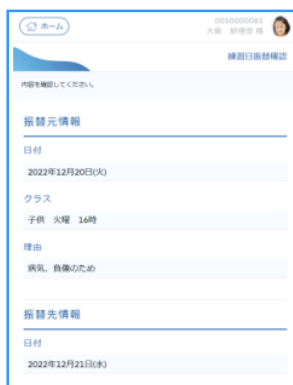 ホーム
0050000081
大島 紗理奈 様
練習日振替確認
内容を確認してください。
振替元情報
日付
2022年12月20日(火)
クラス
子供 火曜 16時
理由
病気、負傷のため
振替先情報
日付
2022年12月21日(水)